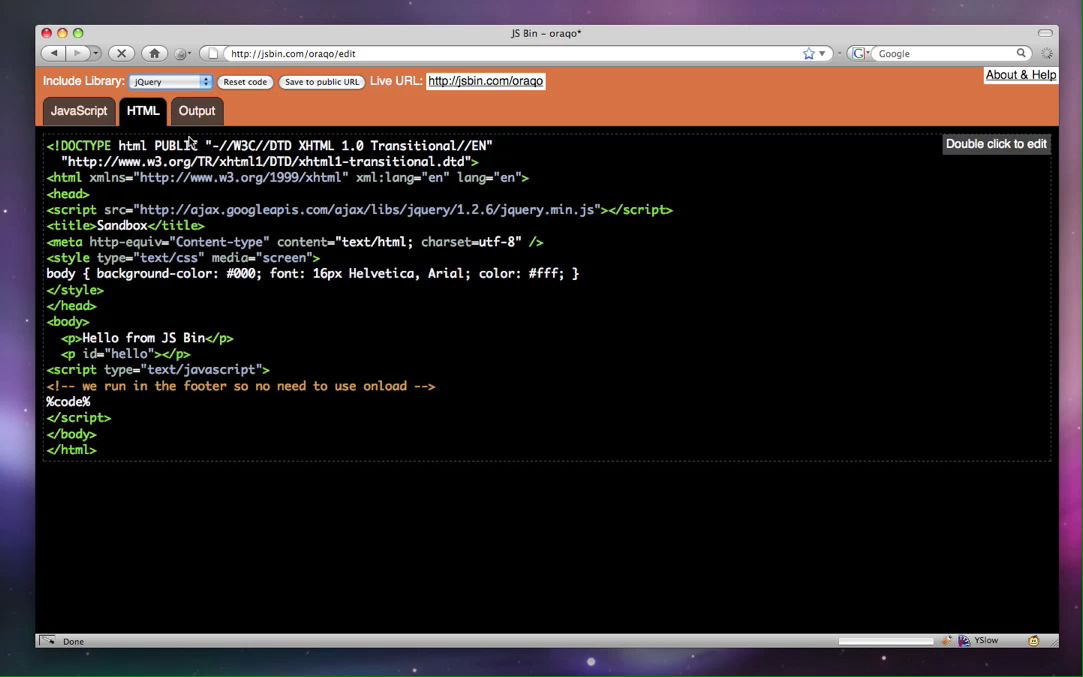 JS Bin – oraqo*
http://jsbin.com/oraqo/edit
Google
Include Library: jQuery Reset code Save to public URL Live URL: http://jsbin.com/oraqo About & Help
JavaScript HTML Output
Double click to edit
<!DOCTYPE html PUBLIC "-//W3C//DTD XHTML 1.0 Transitional//EN"
"http://www.w3.org/TR/xhtml1/DTD/xhtml1-transitional.dtd">
<html xmlns="http://www.w3.org/1999/xhtml" xml:lang="en" lang="en">
<head>
<script src="http://ajax.googleapis.com/ajax/libs/jquery/1.2.6/jquery.min.js"></script>
<title>Sandbox</title>
<meta http-equiv="Content-type" content="text/html; charset=utf-8" />
<style type="text/css" media="screen">
body { background-color: #000; font: 16px Helvetica, Arial; color: #fff; }
</style>
</head>
<body>
<p>Hello from JS Bin</p>
<p id="hello"></p>
<script type="text/javascript">
<!-- we run in the footer so no need to use onload -->
%code%
</script>
</body>
</html>
Done
YSlow